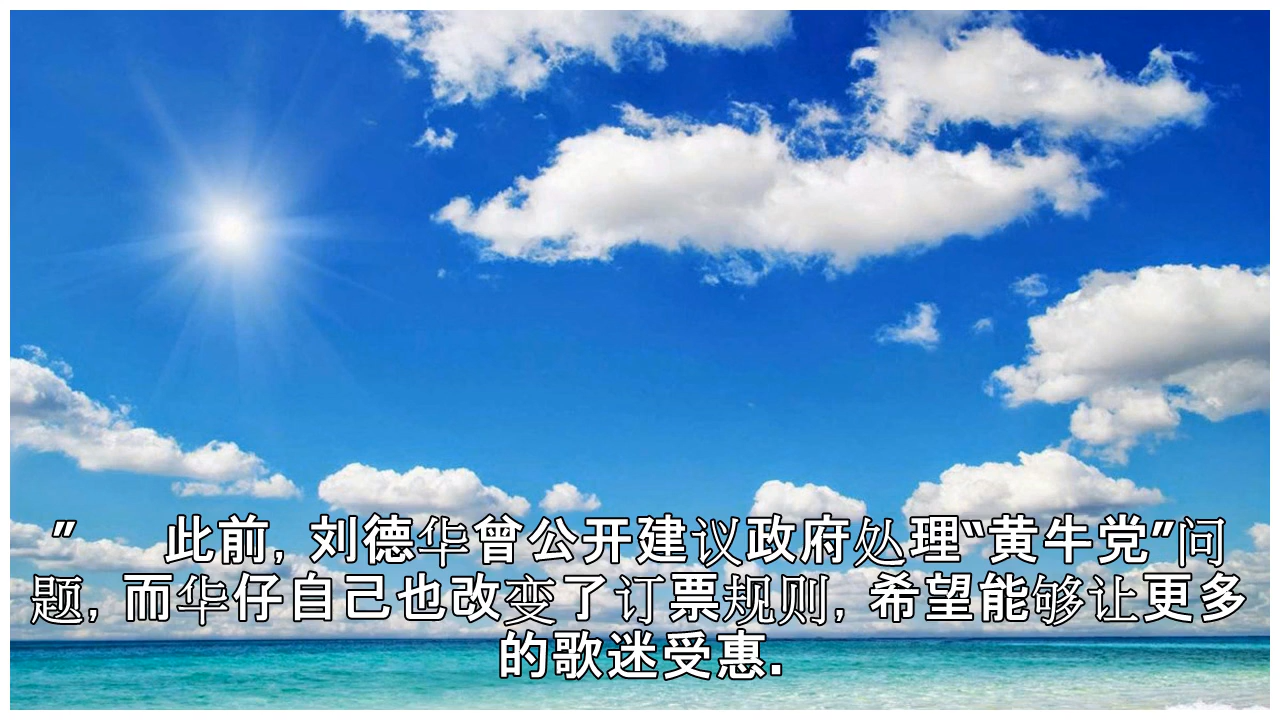 ”　此前, 刘德华曾公开建议政府处理“黄牛党”问
题, 而华仔自己也改变了订票规则, 希望能够让更多
的歌迷受惠.